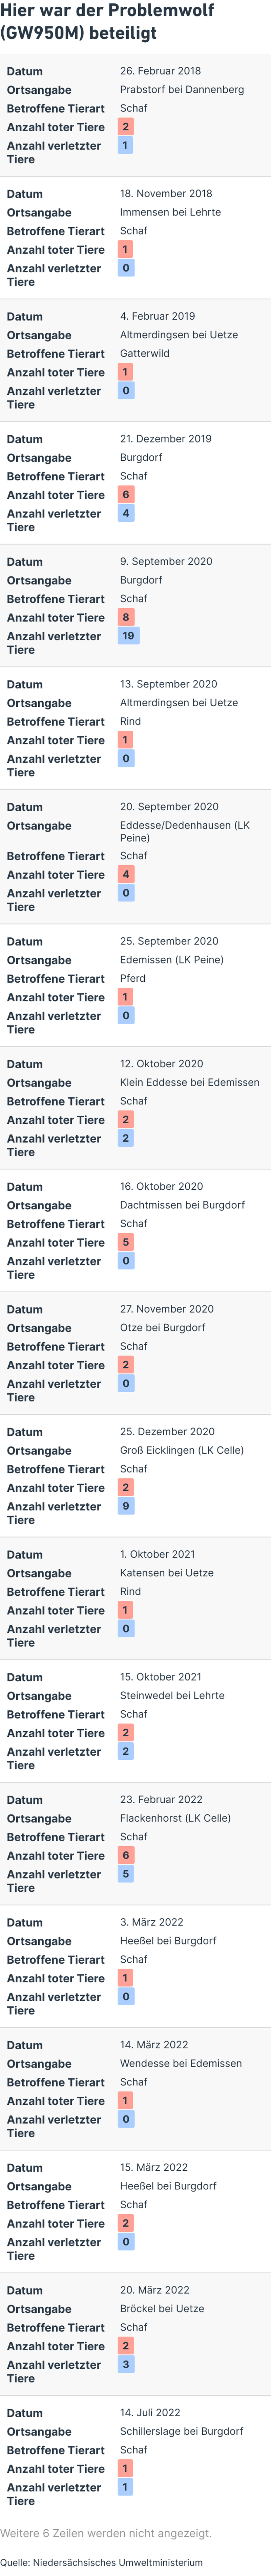 Hier war der Problemwolf
(GW950M) beteiligt
Datum 26. Februar 2018
Ortsangabe Prabstorf bei Dannenberg
Betroffene Tierart Schaf
Anzahl toter Tiere 2
Anzahl verletzter 1
Tiere
Datum 18. November 2018
Ortsangabe Immensen bei Lehrte
Betroffene Tierart Schaf
Anzahl toter Tiere 1
Anzahl verletzter 0
Tiere
Datum 4. Februar 2019
Ortsangabe Altmerdingsen bei Uetze
Betroffene Tierart Gatterwild
Anzahl toter Tiere 1
Anzahl verletzter 0
Tiere
Datum 21. Dezember 2019
Ortsangabe Burgdorf
Betroffene Tierart Schaf
Anzahl toter Tiere 6
Anzahl verletzter 4
Tiere
Datum 9. September 2020
Ortsangabe Burgdorf
Betroffene Tierart Schaf
Anzahl toter Tiere 8
Anzahl verletzter 19
Tiere
Datum 13. September 2020
Ortsangabe Altmerdingsen bei Uetze
Betroffene Tierart Rind
Anzahl toter Tiere 1
Anzahl verletzter 0
Tiere
Datum 20. September 2020
Ortsangabe Eddesse/Dedenhausen (LK
Peine)
Betroffene Tierart Schaf
Anzahl toter Tiere 4
Anzahl verletzter 0
Tiere
Datum 25. September 2020
Ortsangabe Edemissen (LK Peine)
Betroffene Tierart Pferd
Anzahl toter Tiere 1
Anzahl verletzter 0
Tiere
Datum 12. Oktober 2020
Ortsangabe Klein Eddesse bei Edemissen
Betroffene Tierart Schaf
Anzahl toter Tiere 2
Anzahl verletzter 2
Tiere
Datum 16. Oktober 2020
Ortsangabe Dachtmissen bei Burgdorf
Betroffene Tierart Schaf
Anzahl toter Tiere 5
Anzahl verletzter 0
Tiere
Datum 27. November 2020
Ortsangabe Otze bei Burgdorf
Betroffene Tierart Schaf
Anzahl toter Tiere 2
Anzahl verletzter 0
Tiere
Datum 25. Dezember 2020
Ortsangabe Groß Eicklingen (LK Celle)
Betroffene Tierart Schaf
Anzahl toter Tiere 2
Anzahl verletzter 9
Tiere
Datum 1. Oktober 2021
Ortsangabe Katensen bei Uetze
Betroffene Tierart Rind
Anzahl toter Tiere 1
Anzahl verletzter 0
Tiere
Datum 15. Oktober 2021
Ortsangabe Steinwedel bei Lehrte
Betroffene Tierart Schaf
Anzahl toter Tiere 2
Anzahl verletzter 2
Tiere
Datum 23. Februar 2022
Ortsangabe Flackenhorst (LK Celle)
Betroffene Tierart Schaf
Anzahl toter Tiere 6
Anzahl verletzter 5
Tiere
Datum 3. März 2022
Ortsangabe Heeßel bei Burgdorf
Betroffene Tierart Schaf
Anzahl toter Tiere 1
Anzahl verletzter 0
Tiere
Datum 14. März 2022
Ortsangabe Wendesse bei Edemissen
Betroffene Tierart Schaf
Anzahl toter Tiere 1
Anzahl verletzter 0
Tiere
Datum 15. März 2022
Ortsangabe Heeßel bei Burgdorf
Betroffene Tierart Schaf
Anzahl toter Tiere 2
Anzahl verletzter 0
Tiere
Datum 20. März 2022
Ortsangabe Bröckel bei Uetze
Betroffene Tierart Schaf
Anzahl toter Tiere 2
Anzahl verletzter 3
Tiere
Datum 14. Juli 2022
Ortsangabe Schillerslage bei Burgdorf
Betroffene Tierart Schaf
Anzahl toter Tiere 1
Anzahl verletzter 1
Tiere
Weitere 6 Zeilen werden nicht angezeigt.
Quelle: Niedersächsisches Umweltministerium